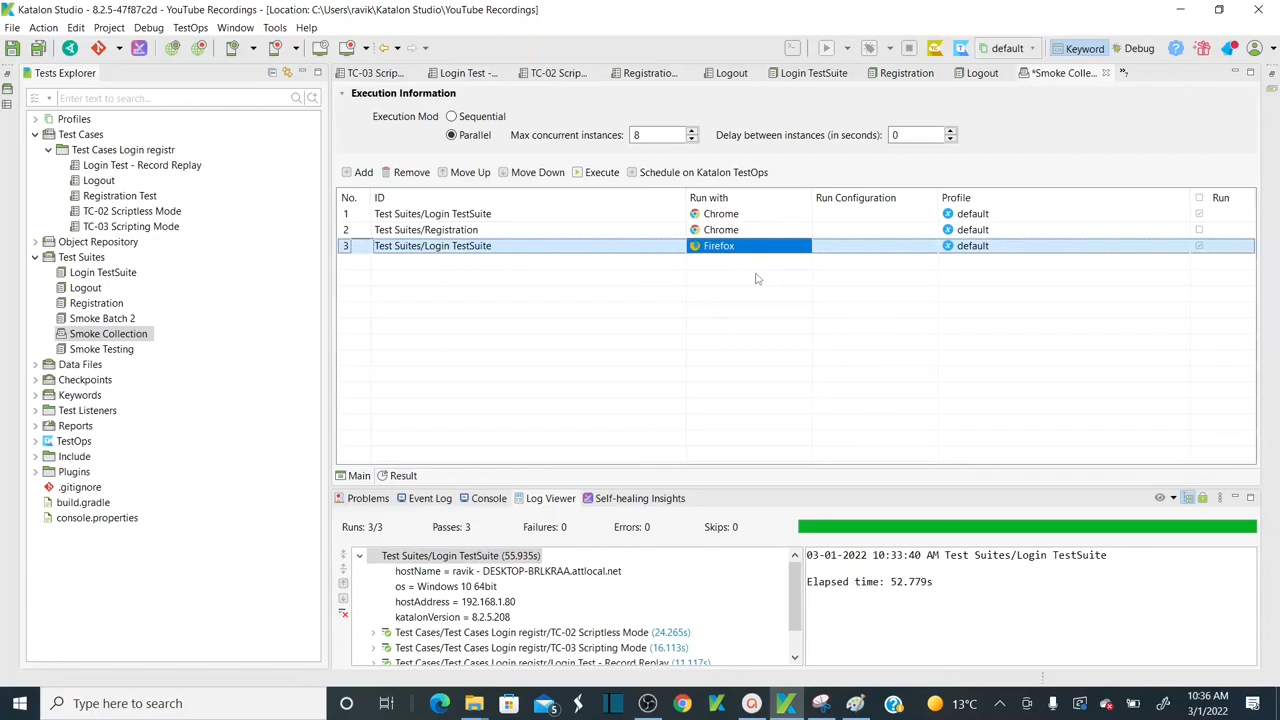 Katalon Studio - 8.2.5-47f87c2d - YouTube Recordings - [Location: C:\Users\ravik\Katalon Studio\YouTube Recordings]
File Action Edit Project Debug TestOps Window Tools Help
default Keyword Debug
Tests Explorer
Enter text to search...
Profiles
Test Cases
Test Cases Login registr
Login Test - Record Replay
Logout
Registration Test
TC-02 Scriptless Mode
TC-03 Scripting Mode
Object Repository
Test Suites
Login TestSuite
Logout
Registration
Smoke Batch 2
Smoke Collection
Smoke Testing
Data Files
Checkpoints
Keywords
Test Listeners
Reports
TestOps
Include
Plugins
.gitignore
build.gradle
console.properties
TC-03 Scrip... Login Test -... TC-02 Scrip... Registratio... Logout Login TestSuite Registration Logout *Smoke Colle...
Execution Information
Execution Mod Sequential
Parallel Max concurrent instances: 8 Delay between instances (in seconds): 0
Add Remove Move Up Move Down Execute Schedule on Katalon TestOps
No. ID Run with Run Configuration Profile Run
1 Test Suites/Login TestSuite Chrome default
2 Test Suites/Registration Chrome default
3 Test Suites/Login TestSuite Firefox default
Main Result
Problems Event Log Console Log Viewer Self-healing Insights
Runs: 3/3 Passes: 3 Failures: 0 Errors: 0 Skips: 0
Test Suites/Login TestSuite (55.935s)
hostName = ravik - DESKTOP-BRLKRAA.attlocal.net
os = Windows 10 64bit
hostAddress = 192.168.1.80
katalonVersion = 8.2.5.208
Test Cases/Test Cases Login registr/TC-02 Scriptless Mode (24.265s)
Test Cases/Test Cases Login registr/TC-03 Scripting Mode (16.113s)
Test Cases/Test Cases Login registr/Login Test - Record Replay (11.117s)
03-01-2022 10:33:40 AM Test Suites/Login TestSuite
Elapsed time: 52.779s
Type here to search
13°C
10:36 AM
3/1/2022